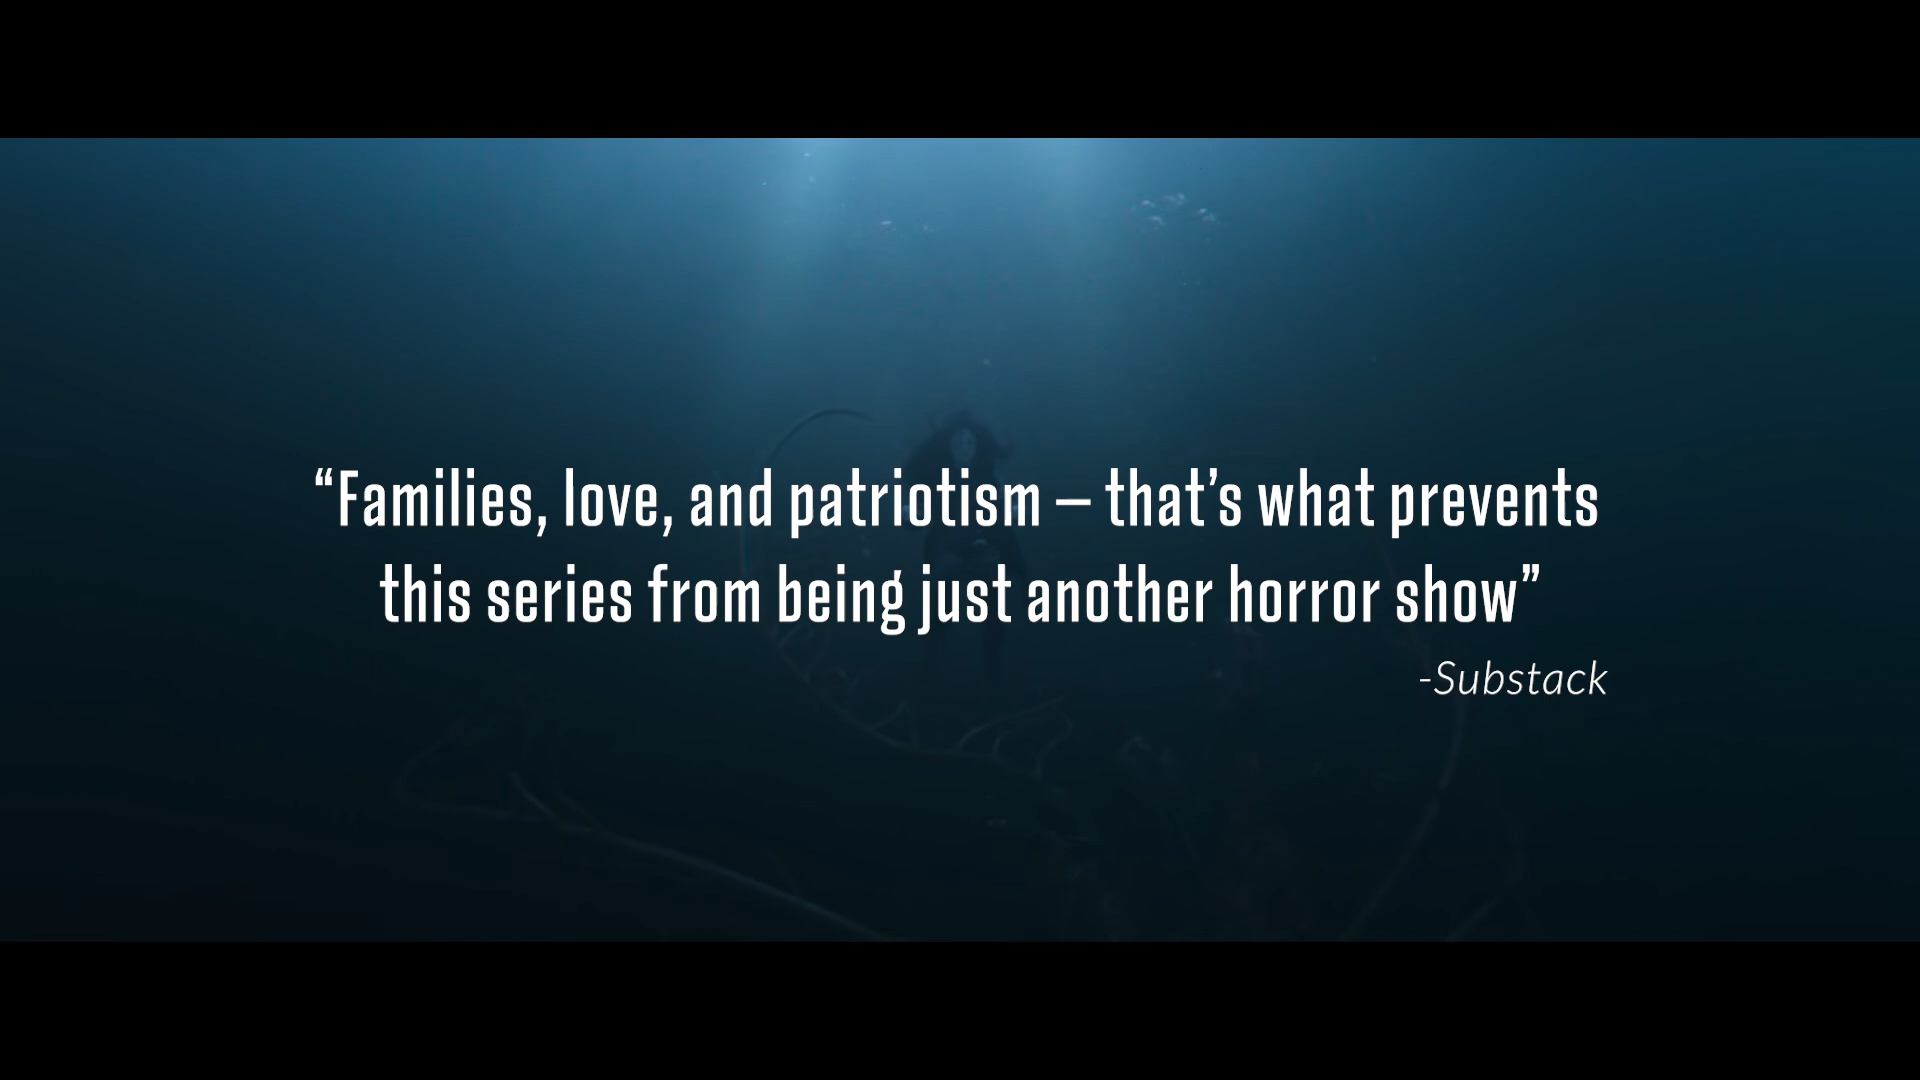 “Families, love, and patriotism – that’s what prevents
this series from being just another horror show”
-Substack